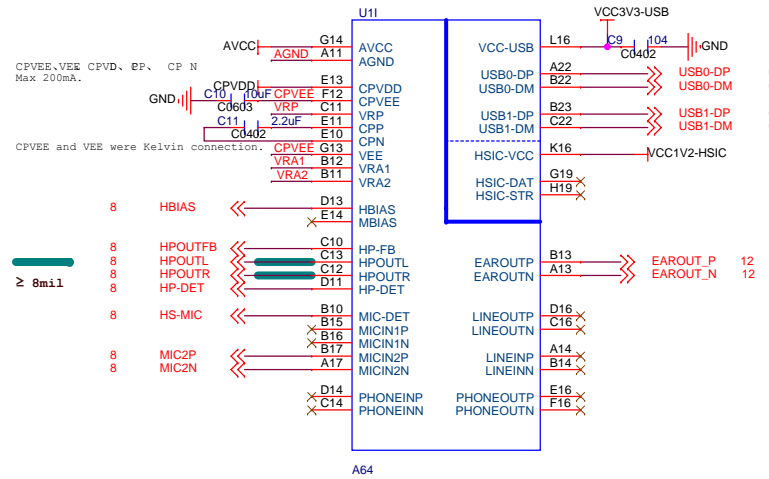 U1I
VCC3V3-USB
AVCC G14 AVCC
AGND A11 AGND
VCC-USB L16 C9 104 GND
C0402
CPVEE、VEE CPVD、CP、 CP N
Max 200mA.
USB0-DP A22 USB0-DP
USB0-DM B22 USB0-DM
CPVDD E13 CPVDD
GND C10 10uF CPVEE F12 CPVEE
C0603
VRP C11 VRP
USB1-DP B23 USB1-DP
USB1-DM C22 USB1-DM
C11 2.2uF E11 CPP
C0402
E10 CPN
CPVEE and VEE were Kelvin connection.
CPVEE G13 VEE
VRA1 B12 VRA1
VRA2 B11 VRA2
HSIC-VCC K16 VCC1V2-HSIC
HSIC-DAT G19
HSIC-STR H19
8 HBIAS D13 HBIAS
E14 MBIAS
8 HPOUTFB C10 HP-FB
8 HPOUTL C13 HPOUTL
8 HPOUTR C12 HPOUTR
8 HP-DET D11 HP-DET
≥ 8mil
EAROUTP B13 EAROUT_P 12
EAROUTN A13 EAROUT_N 12
8 HS-MIC B10 MIC-DET
B15 MICIN1P
B16 MICIN1N
8 MIC2P B17 MICIN2P
8 MIC2N A17 MICIN2N
LINEOUTP D16
LINEOUTN C16
LINEINP A14
LINEINN B14
D14 PHONEINP
C14 PHONEINN
PHONEOUTP E16
PHONEOUTN F16
A64